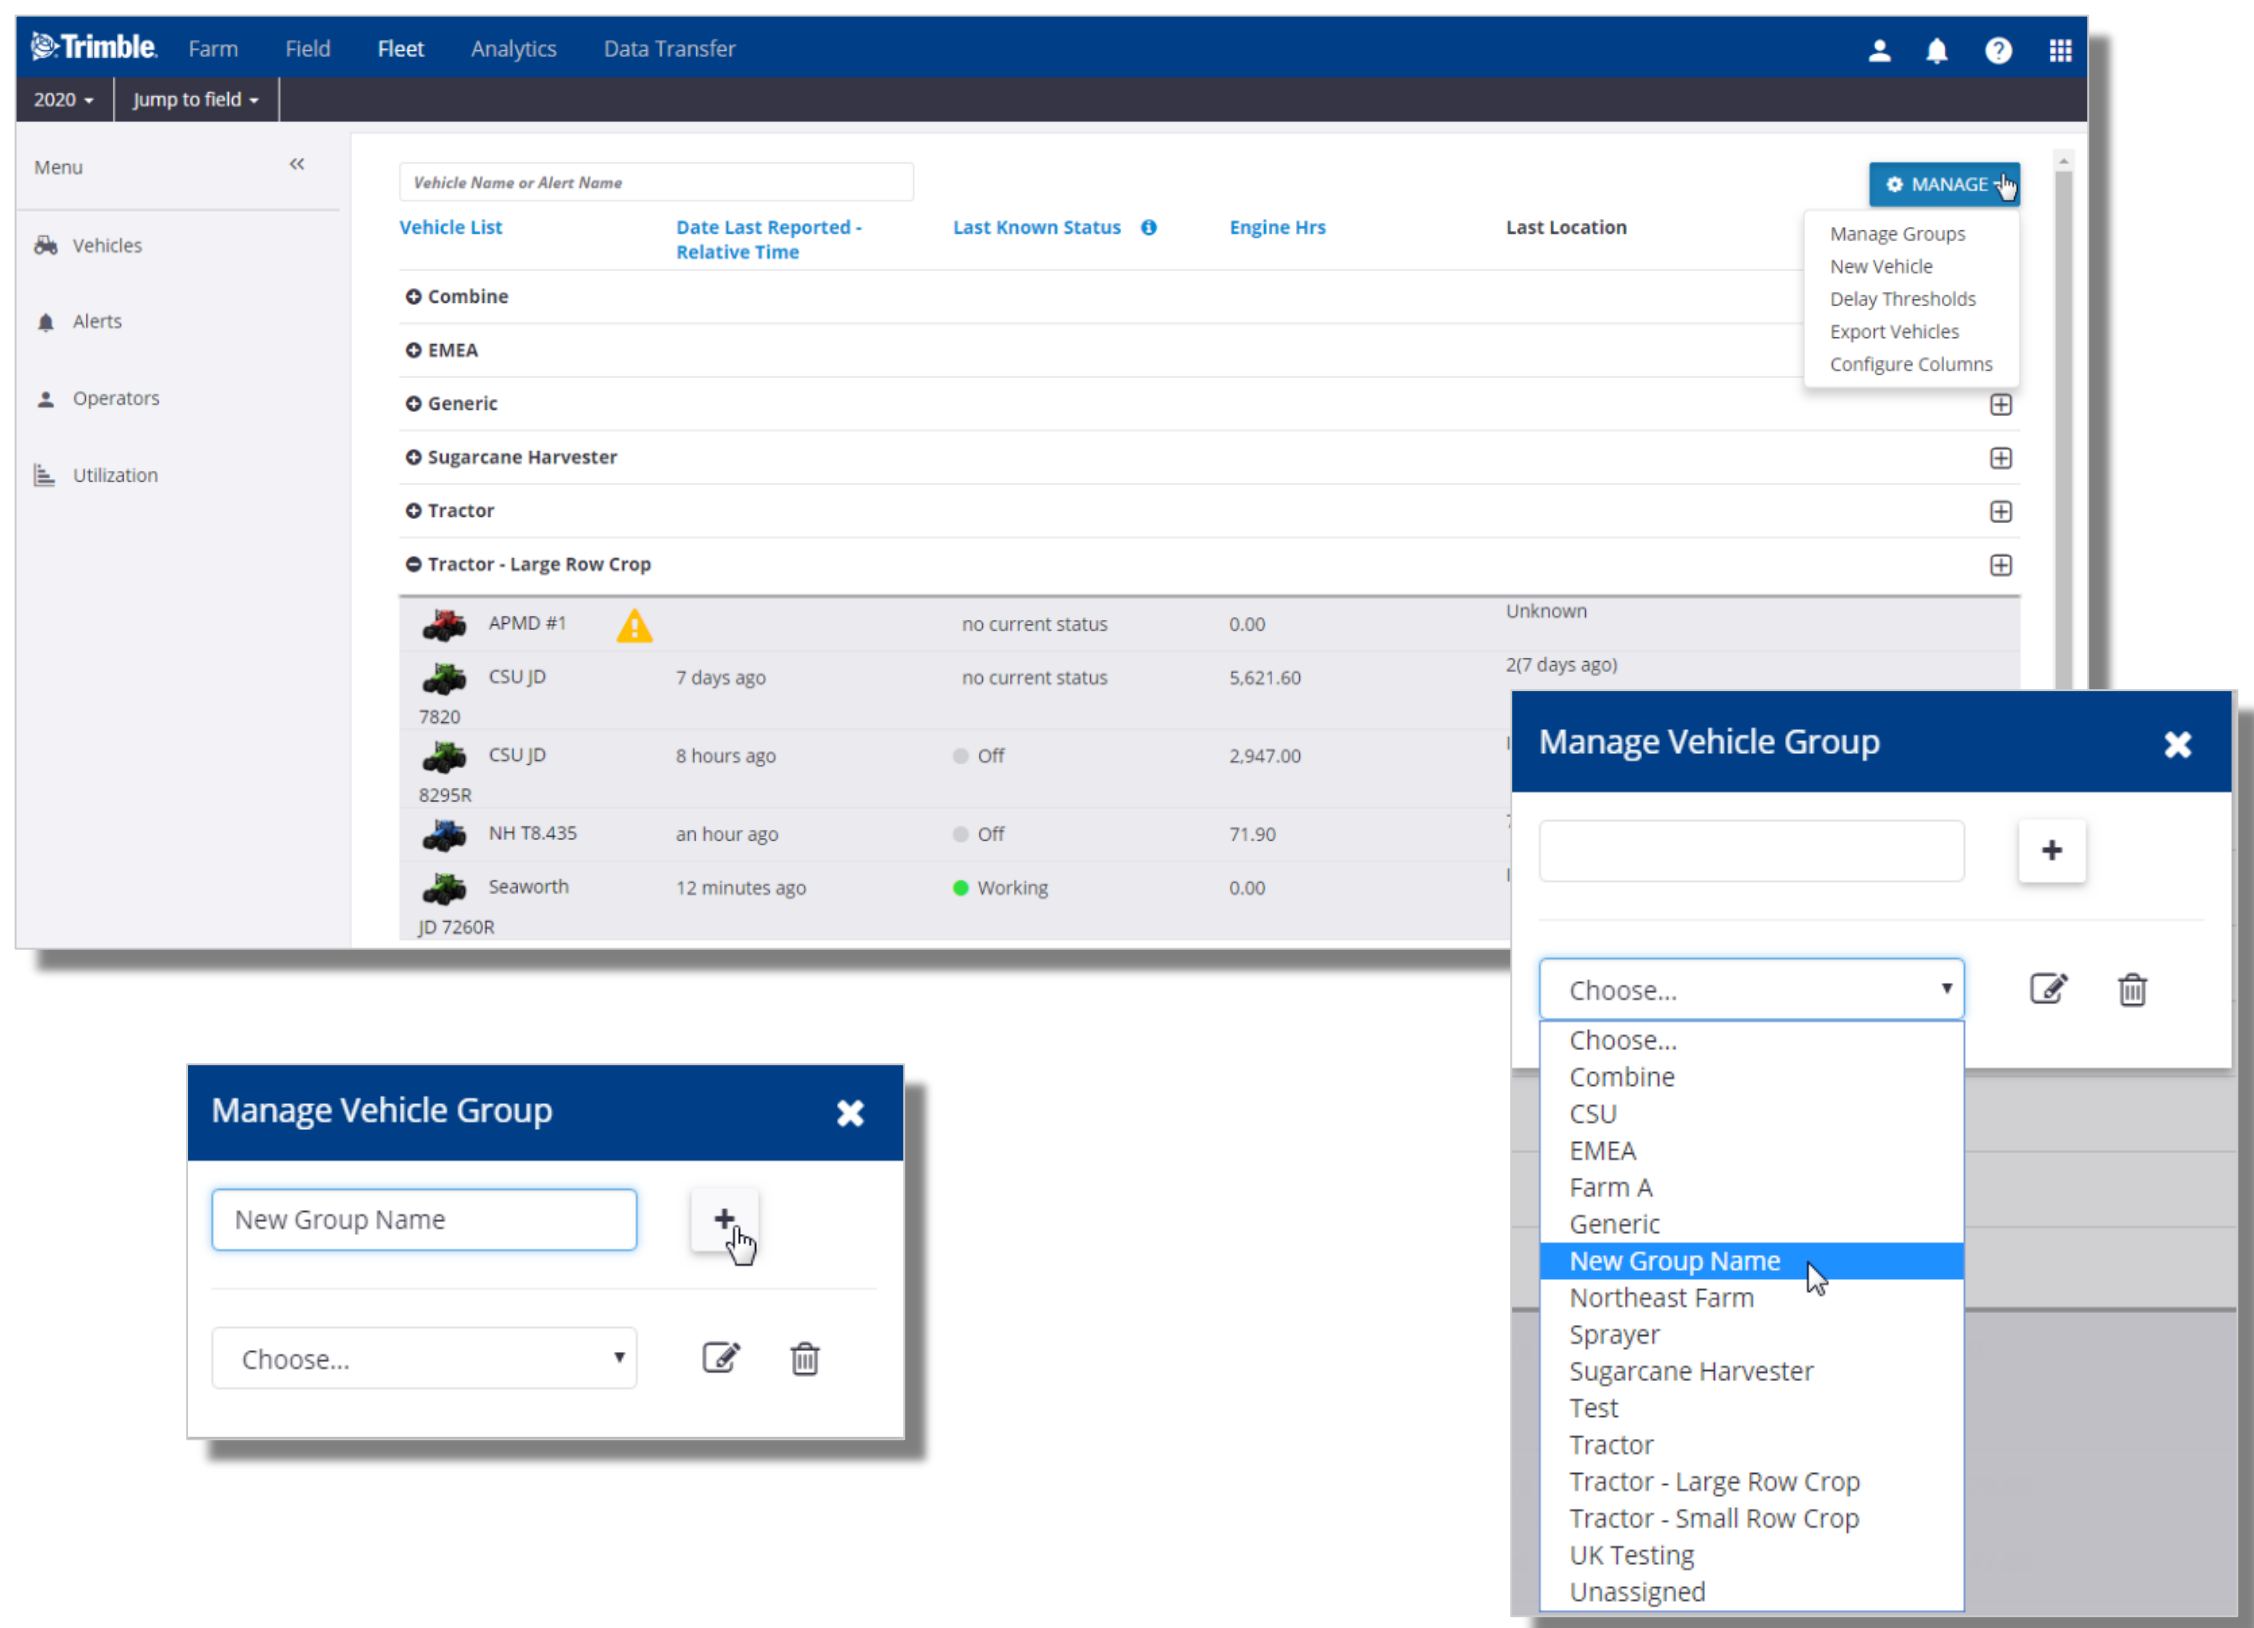 Trimble. Farm Field Fleet Analytics Data Transfer
2020 Jump to field
Menu
Vehicles
Alerts
Operators
Utilization
Vehicle Name or Alert Name
MANAGE
Vehicle List Date Last Reported - Last Known Status Engine Hrs Last Location
Relative Time
Manage Groups
New Vehicle
Delay Thresholds
Export Vehicles
Configure Columns
Combine
EMEA
Generic
Sugarcane Harvester
Tractor
Tractor - Large Row Crop
APMD #1 no current status 0.00 Unknown
CSU JD 7 days ago no current status 5,621.60 2(7 days ago)
7820
CSU JD 8 hours ago Off 2,947.00
8295R
NH T8.435 an hour ago Off 71.90
Seaworth 12 minutes ago Working 0.00
JD 7260R
Manage Vehicle Group
New Group Name
Choose...
Manage Vehicle Group
Choose...
Choose...
Combine
CSU
EMEA
Farm A
Generic
New Group Name
Northeast Farm
Sprayer
Sugarcane Harvester
Test
Tractor
Tractor - Large Row Crop
Tractor - Small Row Crop
UK Testing
Unassigned